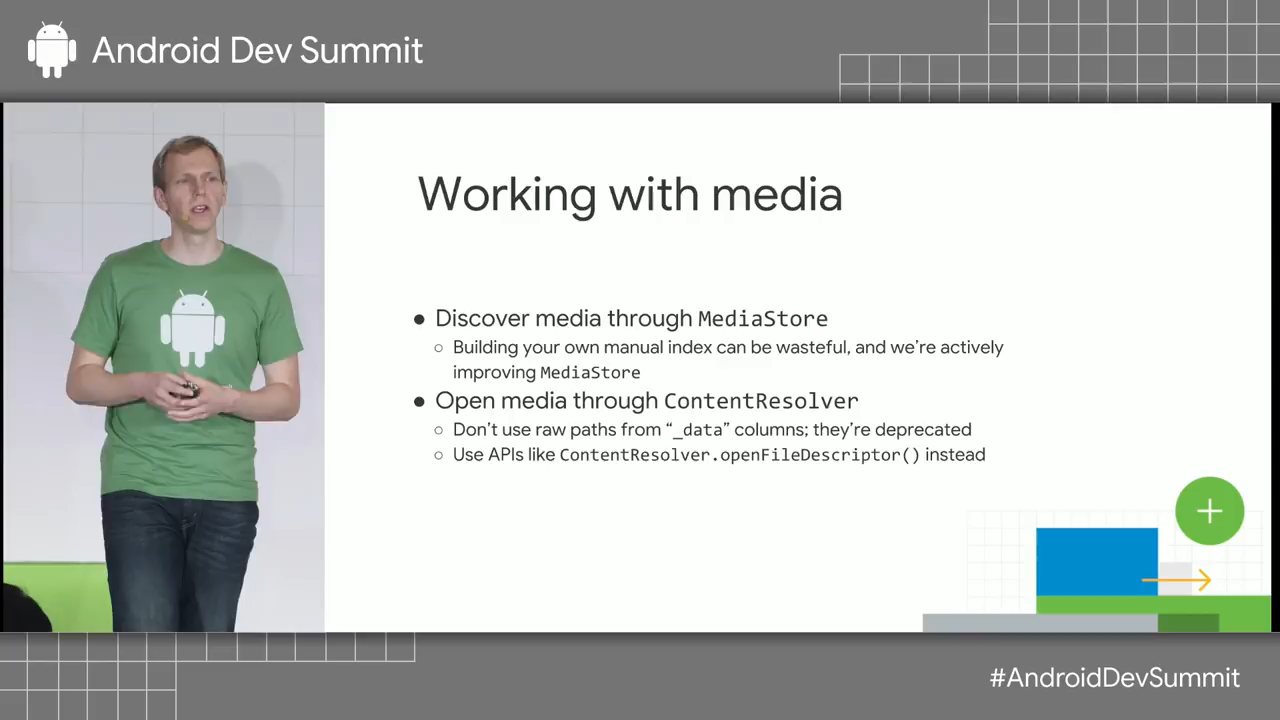 Android Dev Summit
Working with media
● Discover media through MediaStore
○ Building your own manual index can be wasteful, and we're actively
improving MediaStore
● Open media through ContentResolver
○ Don't use raw paths from “_data” columns; they're deprecated
○ Use APIs like ContentResolver.openFileDescriptor() instead
#AndroidDevSummit